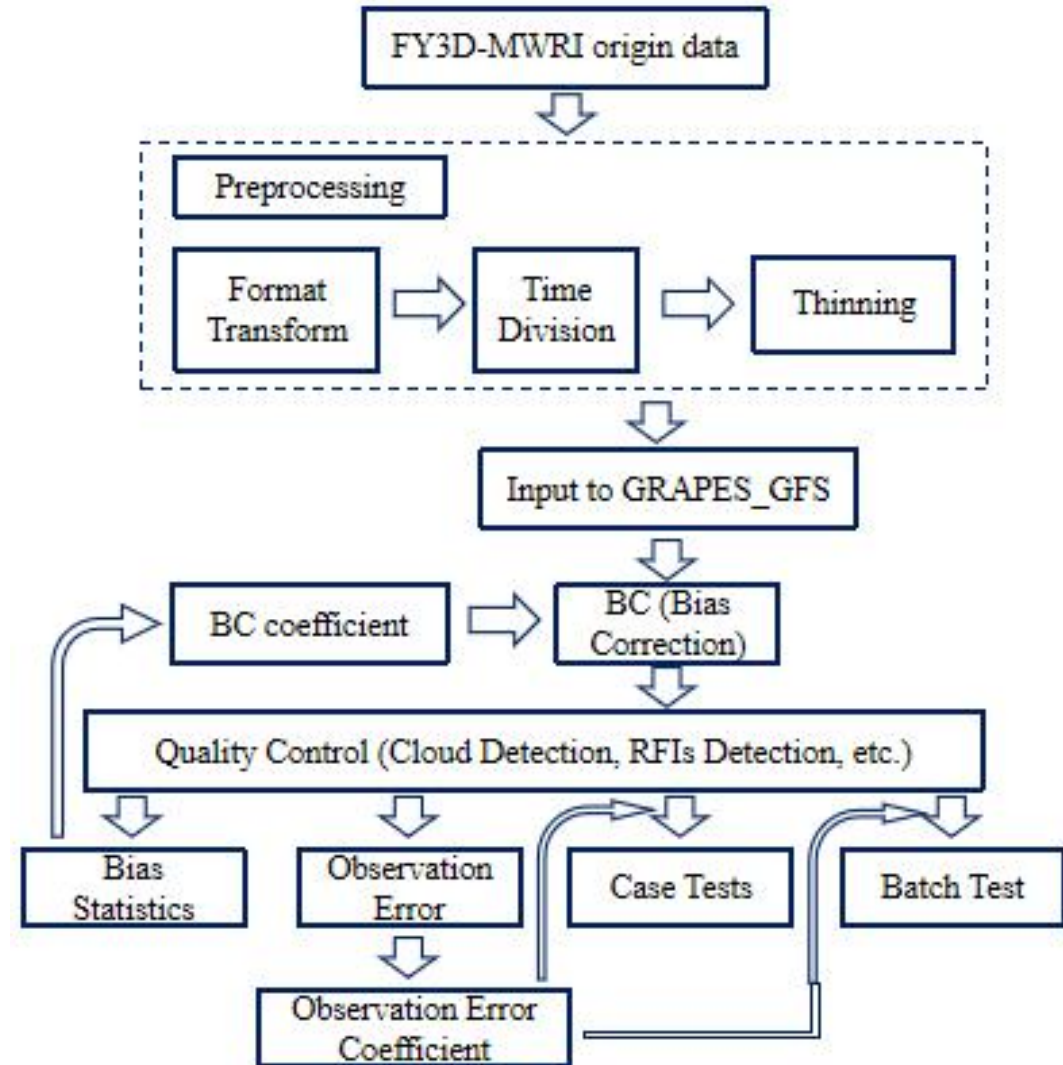 FY3D-MWRI origin data
Preprocessing
Format
Transform
Time
Division
Thinning
Input to GRAPES_GFS
BC coefficient
BC (Bias
Correction)
Quality Control (Cloud Detection, RFIs Detection, etc.)
Bias
Statistics
Observation
Error
Case Tests
Batch Test
Observation Error
Coefficient